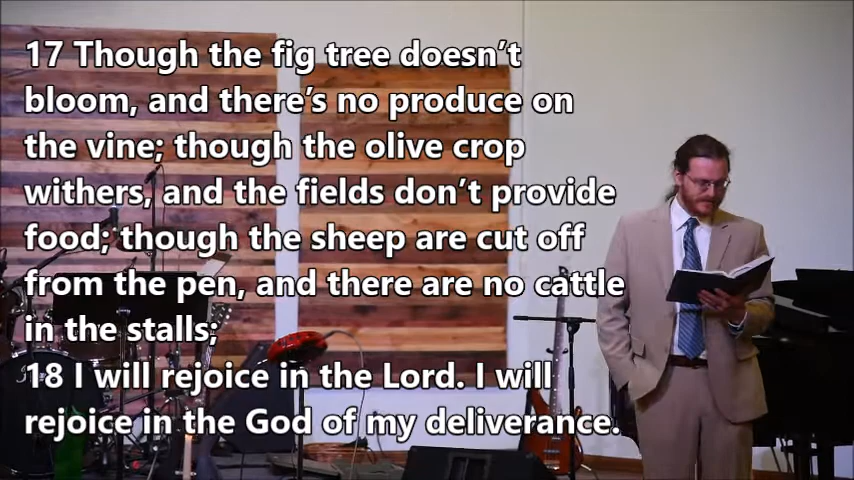 17 Though the fig tree doesn’t
bloom, and there’s no produce on
the vine; though the olive crop
withers, and the fields don’t provide
food; though the sheep are cut off
from the pen, and there are no cattle
in the stalls;
18 I will rejoice in the Lord. I will
rejoice in the God of my deliverance.